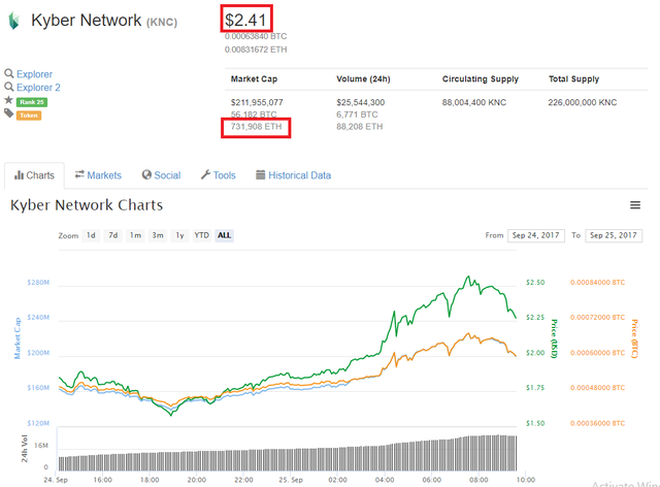 Kyber Network (KNC)
$2.41
0.00063840 BTC
0.00831672 ETH
Explorer
Explorer 2
Rank 25
Token
Market Cap Volume (24h) Circulating Supply Total Supply
$211,955,077 $25,544,300 88,004,400 KNC 226,000,000 KNC
56,182 BTC 6,771 BTC
731,908 ETH 88,208 ETH
Charts Markets Social Tools Historical Data
Kyber Network Charts
Zoom 1d 7d 1m 3m 1y YTD ALL From Sep 24, 2017 To Sep 25, 2017
$280M $2.50 0.00084000 BTC
$240M $2.25 0.00072000 BTC
$200M $2.00 0.00060000 BTC
$160M $1.75 0.00048000 BTC
$120M $1.50 0.00036000 BTC
Market Cap
Price (USD)
Price (BTC)
24h Vol
16M
0
24. Sep 16:00 18:00 20:00 22:00 25. Sep 02:00 04:00 06:00 08:00 10:00
Activate Win